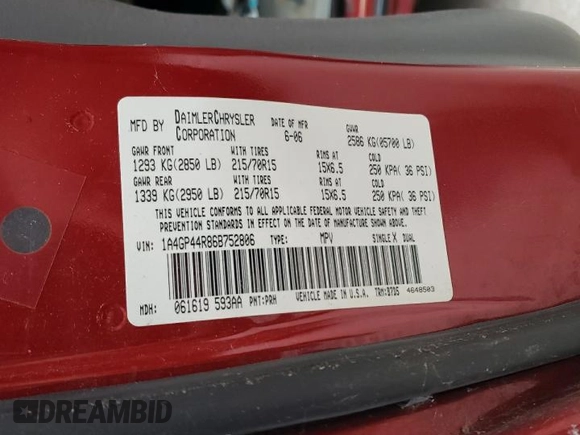 MFD BY DAIMLERCHRYSLER CORPORATION DATE OF MFR 6-06 GVWR 2586 KG(05700 LB)
GAWR FRONT WITH TIRES RIMS AT COLD
1293 KG(2850 LB) 215/70R15 15X6.5 250 KPA( 36 PSI)
GAWR REAR WITH TIRES RIMS AT COLD
1339 KG(2950 LB) 215/70R15 15X6.5 250 KPA( 36 PSI)
THIS VEHICLE CONFORMS TO ALL APPLICABLE FEDERAL MOTOR VEHICLE SAFETY AND THEFT
PREVENTION STANDARDS IN EFFECT ON THE DATE OF MANUFACTURE SHOWN ABOVE.
VIN: 1A4GP44R86B752806 TYPE: MPV SINGLE X DUAL
MDH: 061619 593AA PNT:PRH VEHICLE MADE IN U.S.A. TRM:B7D5 4648503
DREAMBID